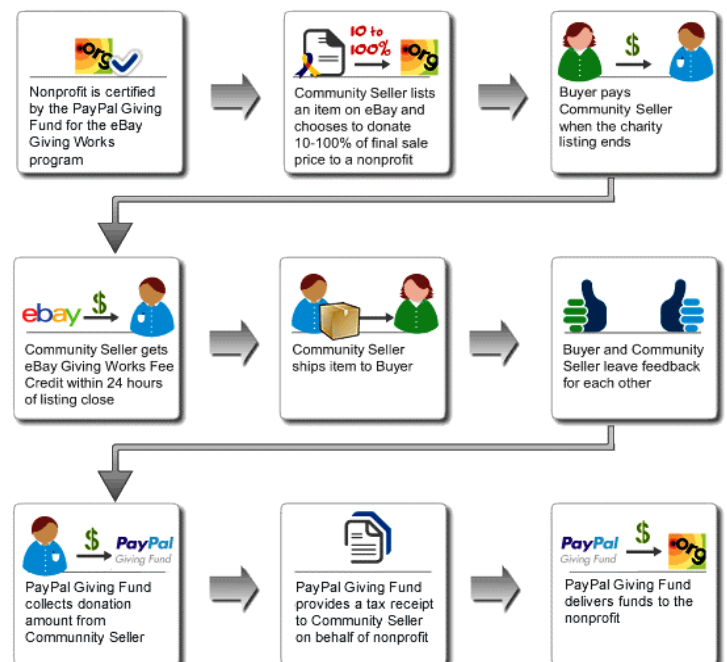 org
Nonprofit is certified
by the PayPal Giving
Fund for the eBay
Giving Works
program
10 to
100%
org
Community Seller lists
an item on eBay and
chooses to donate
10-100% of final sale
price to a nonprofit
$
Buyer pays
Community Seller
when the charity
listing ends
ebay $
Community Seller gets
eBay Giving Works Fee
Credit within 24 hours
of listing close
Community Seller
ships item to Buyer
Buyer and Community
Seller leave feedback
for each other
$ PayPal
Giving Fund
PayPal Giving Fund
collects donation
amount from
Communnity Seller
PayPal Giving Fund
provides a tax receipt
to Community Seller
on behalf of nonprofit
PayPal $ org
Giving Fund
PayPal Giving Fund
delivers funds to the
nonprofit